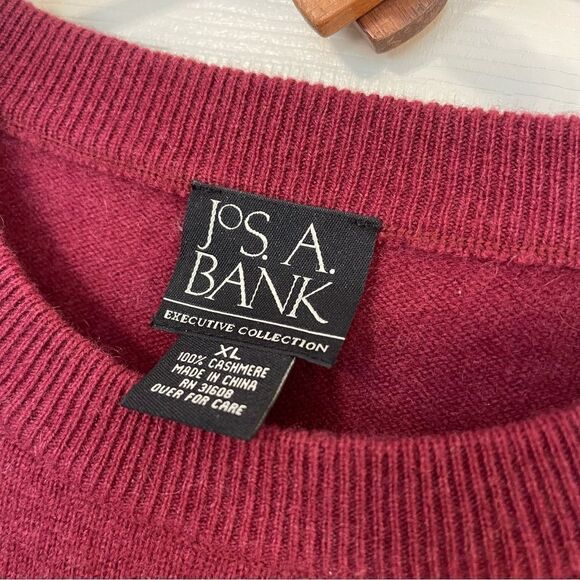 JOS. A.
BANK
EXECUTIVE COLLECTION
XL
100% CASHMERE
MADE IN CHINA
RN 31608
OVER FOR CARE